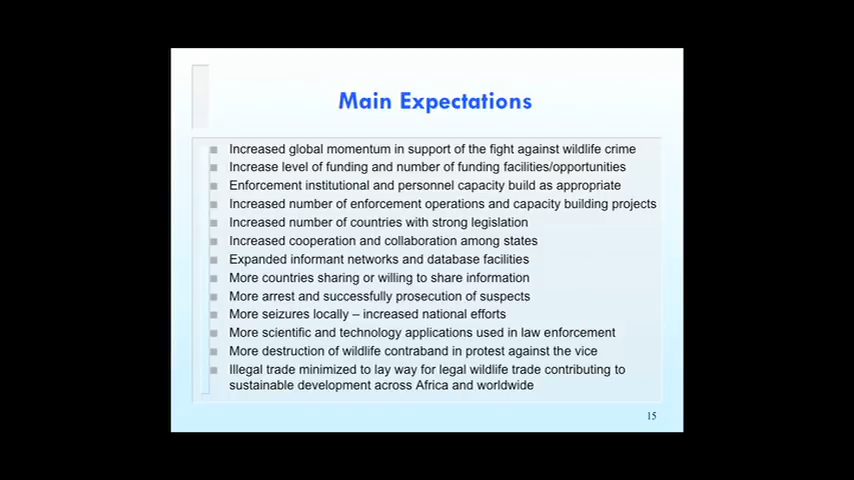 Main Expectations
Increased global momentum in support of the fight against wildlife crime
Increase level of funding and number of funding facilities/opportunities
Enforcement institutional and personnel capacity build as appropriate
Increased number of enforcement operations and capacity building projects
Increased number of countries with strong legislation
Increased cooperation and collaboration among states
Expanded informant networks and database facilities
More countries sharing or willing to share information
More arrest and successfully prosecution of suspects
More seizures locally – increased national efforts
More scientific and technology applications used in law enforcement
More destruction of wildlife contraband in protest against the vice
Illegal trade minimized to lay way for legal wildlife trade contributing to
sustainable development across Africa and worldwide
15